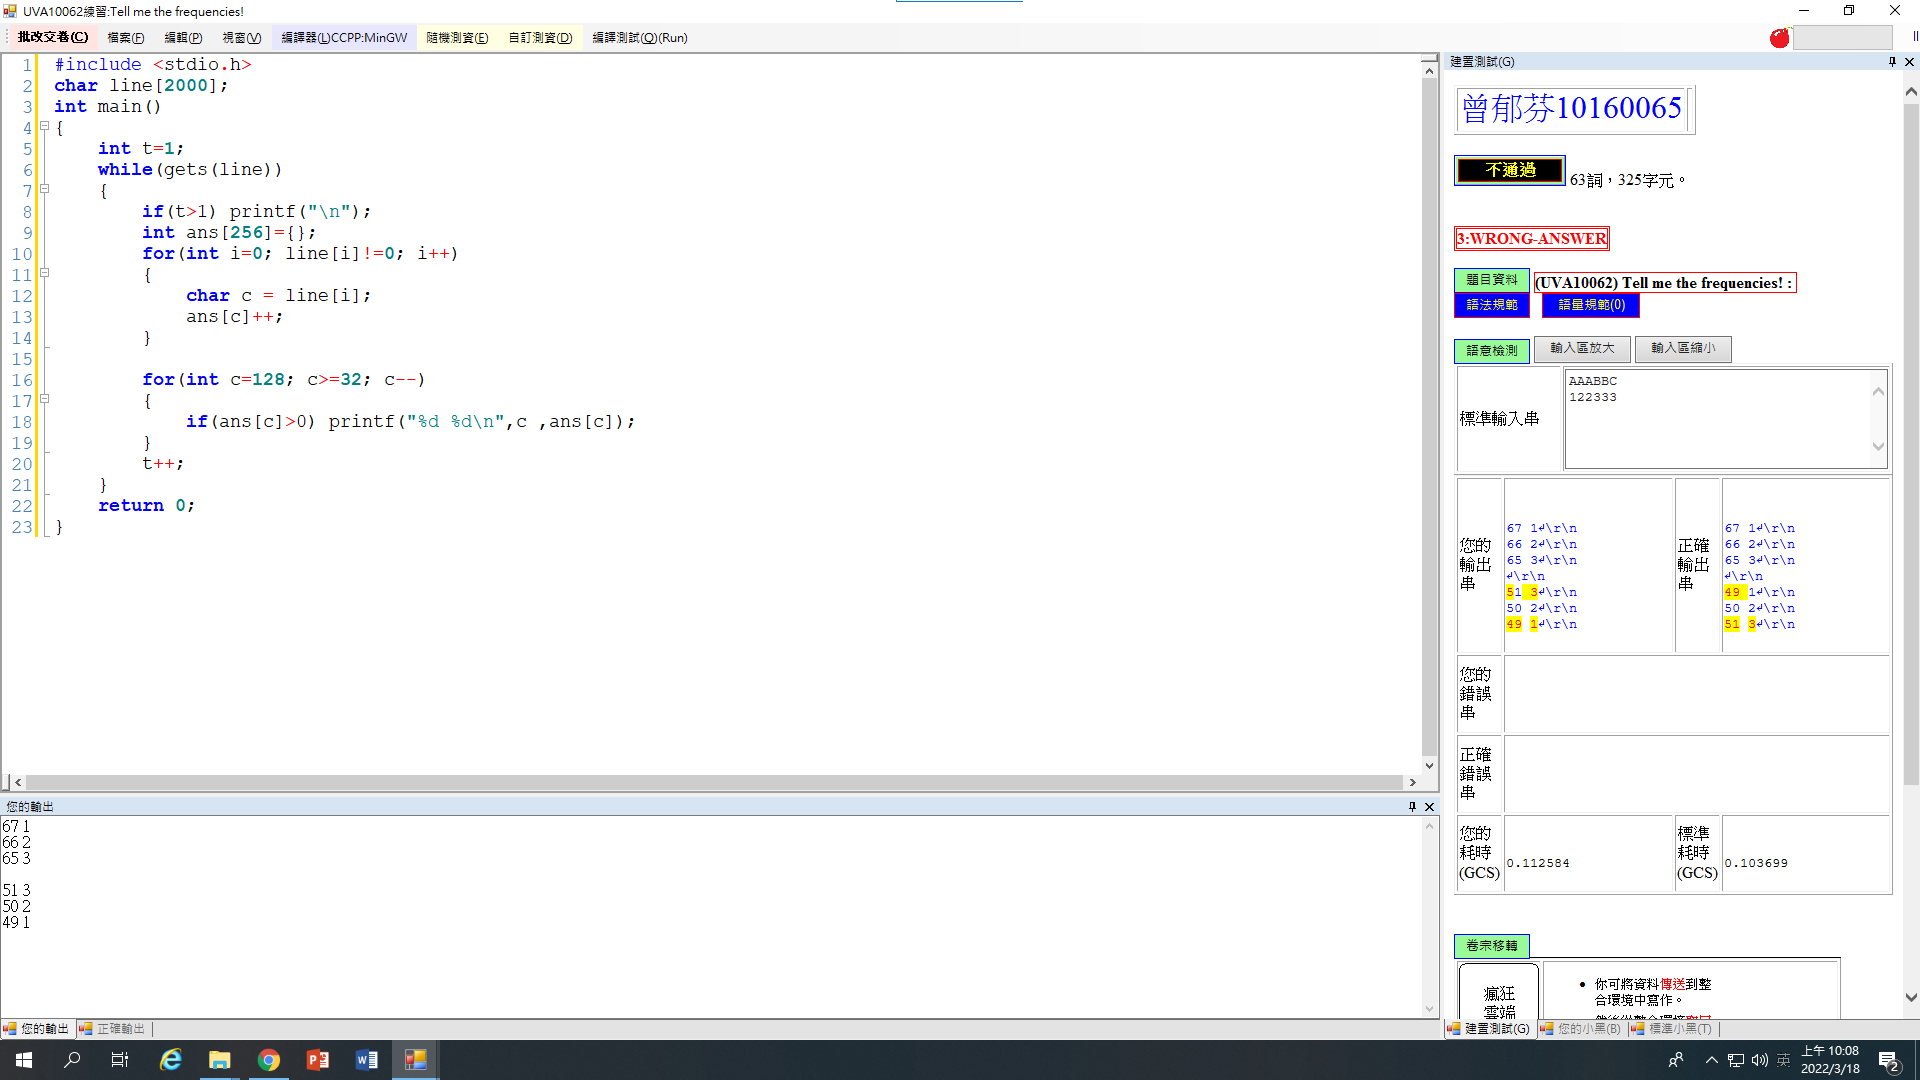 UVA10062練習:Tell me the frequencies!
批改交卷(C) 檔案(F) 編輯(P) 視窗(V) 編譯器(L)CCPP:MinGW 隨機測資(E) 自訂測資(D) 編譯測試(Q)(Run)
1 #include <stdio.h>
2 char line[2000];
3 int main()
4 {
5 int t=1;
6 while(gets(line))
7 {
8 if(t>1) printf("\n");
9 int ans[256]={};
10 for(int i=0; line[i]!=0; i++)
11 {
12 char c = line[i];
13 ans[c]++;
14 }
15
16 for(int c=128; c>=32; c--)
17 {
18 if(ans[c]>0) printf("%d %d\n",c ,ans[c]);
19 }
20 t++;
21 }
22 return 0;
23 }
您的輸出
67 1
66 2
65 3
51 3
50 2
49 1
您的輸出 正確輸出
建置測試(G)
曾郁芬10160065
不通過 63詞，325字元。
3:WRONG-ANSWER
題目資料 (UVA10062) Tell me the frequencies! :
語法規範 語量規範(0)
語意檢測 輸入區放大 輸入區縮小
標準輸入串
AAABBC
122333
您的輸出串
67 1↲\r\n
66 2↲\r\n
65 3↲\r\n
↲\r\n
51 3↲\r\n
50 2↲\r\n
49 1↲\r\n
正確輸出串
67 1↲\r\n
66 2↲\r\n
65 3↲\r\n
↲\r\n
49 1↲\r\n
50 2↲\r\n
51 3↲\r\n
您的錯誤串
正確錯誤串
您的耗時(GCS) 0.112584 標準耗時(GCS) 0.103699
卷宗移轉
瘋狂
雲端
• 你可將資料傳送到整
合環境中寫作。
建置測試(G) 您的小黑(B) 標準小黑(T)
英
上午 10:08
2022/3/18
2